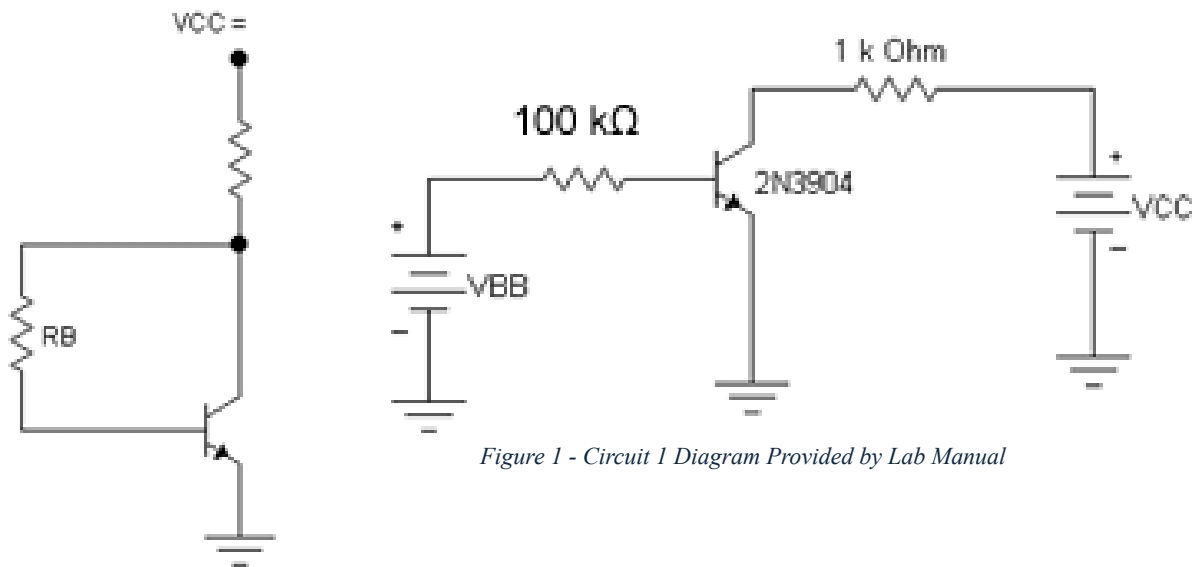 VCC =
RB
100 kΩ
1 k Ohm
2N3904
+
VBB
-
+
VCC
-
Figure 1 - Circuit 1 Diagram Provided by Lab Manual